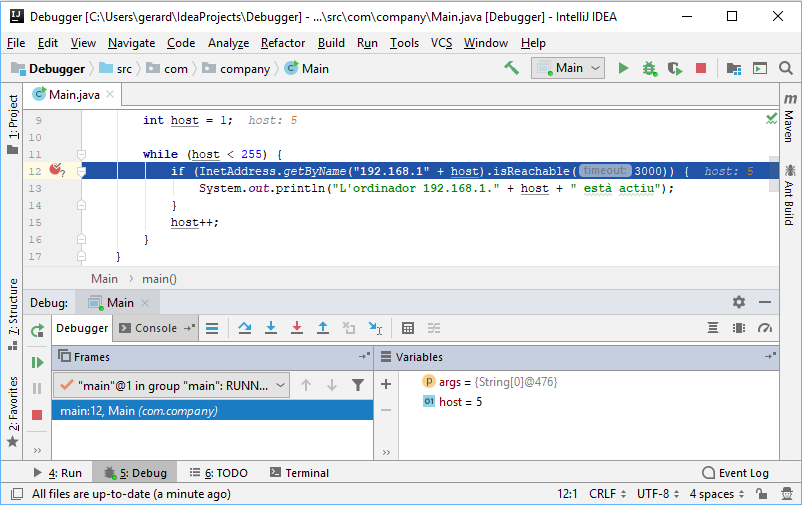 Debugger [C:\Users\gerard\IdeaProjects\Debugger] - ...\src\com\company\Main.java [Debugger] - IntelliJ IDEA
File Edit View Navigate Code Analyze Refactor Build Run Tools VCS Window Help
Debugger src com company Main Main
Main.java
9 int host = 1; host: 5
10
11 while (host < 255) {
12 if (InetAddress.getByName("192.168.1" + host).isReachable( timeout: 3000)) { host: 5
13 System.out.println("L'ordinador 192.168.1." + host + " està actiu");
14 }
15 host++;
16 }
17 }
Main main()
1: Project
7: Structure
2: Favorites
Maven
Ant Build
Debug: Main
Debugger Console
Frames Variables
"main"@1 in group "main": RUNN...
main:12, Main (com.company)
args = {String[0]@476}
host = 5
4: Run 5: Debug 6: TODO Terminal Event Log
All files are up-to-date (a minute ago) 12:1 CRLF UTF-8 4 spaces